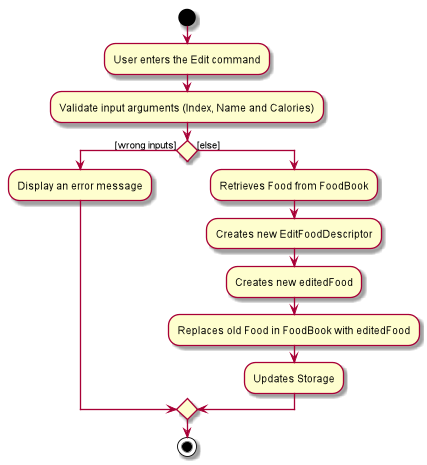 User enters the Edit command
Validate input arguments (Index, Name and Calories)
[wrong inputs]
[else]
Display an error message
Retrieves Food from FoodBook
Creates new EditFoodDescriptor
Creates new editedFood
Replaces old Food in FoodBook with editedFood
Updates Storage